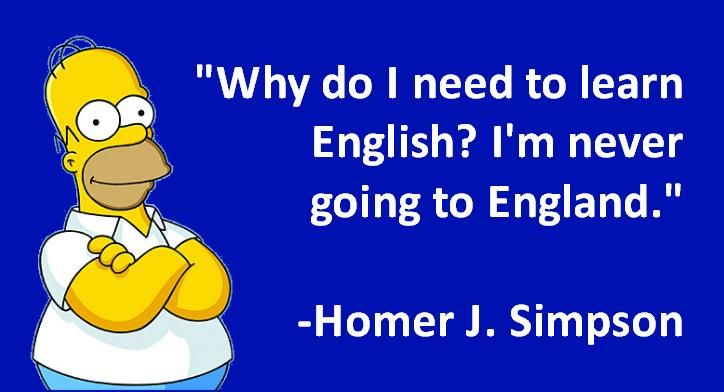 "Why do I need to learn
English? I'm never
going to England."
-Homer J. Simpson